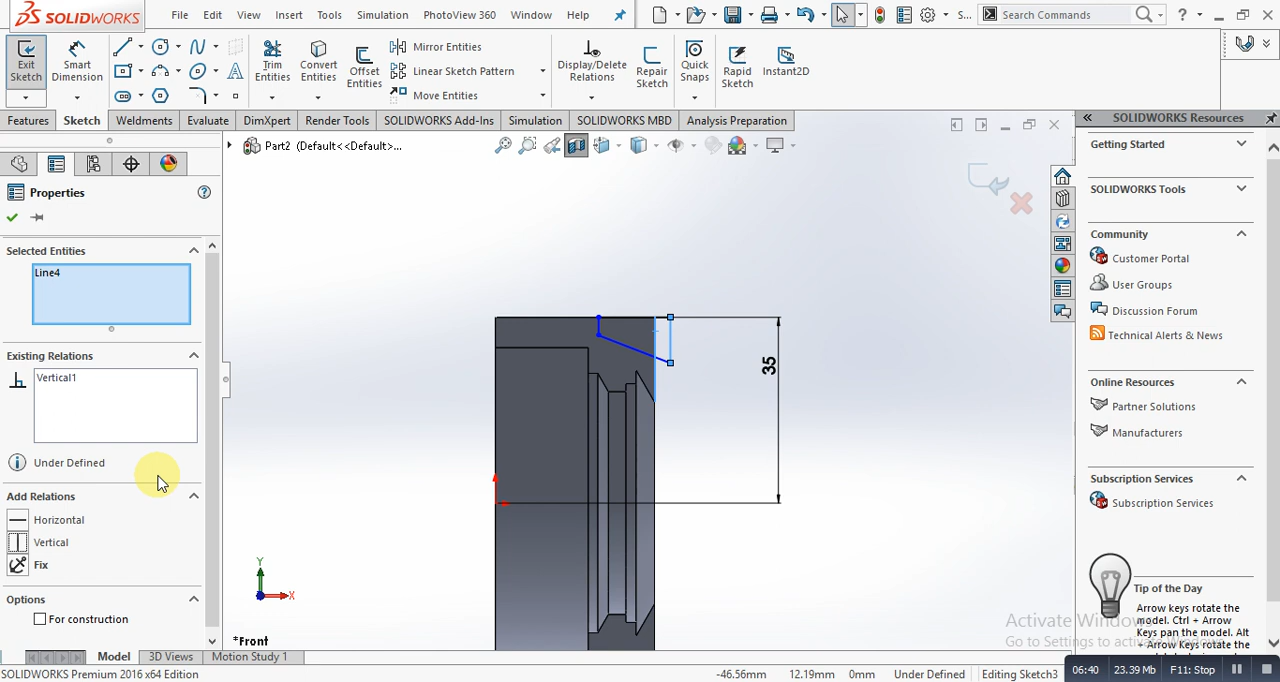 SOLIDWORKS
File Edit View Insert Tools Simulation PhotoView 360 Window Help
S... Search Commands
Exit Sketch
Smart Dimension
Trim Entities
Convert Entities
Offset Entities
Mirror Entities
Linear Sketch Pattern
Move Entities
Display/Delete Relations
Repair Sketch
Quick Snaps
Rapid Sketch
Instant2D
Features Sketch Weldments Evaluate DimXpert Render Tools SOLIDWORKS Add-Ins Simulation SOLIDWORKS MBD Analysis Preparation
Part2 (Default<<Default>...
Properties
Selected Entities
Line4
Existing Relations
Vertical1
Under Defined
Add Relations
Horizontal
Vertical
Fix
Options
For construction
35
Y
X
*Front
SOLIDWORKS Resources
Getting Started
SOLIDWORKS Tools
Community
Customer Portal
User Groups
Discussion Forum
Technical Alerts & News
Online Resources
Partner Solutions
Manufacturers
Subscription Services
Subscription Services
Tip of the Day
Arrow keys rotate the
model. Ctrl + Arrow
Keys pan the model. Alt
+ Arrow Keys rotate the
Activate Windows
Go to Settings to activate Windows.
Model 3D Views Motion Study 1
SOLIDWORKS Premium 2016 x64 Edition
-46.56mm 12.19mm 0mm Under Defined Editing Sketch3
06:40 23.39 Mb F11: Stop